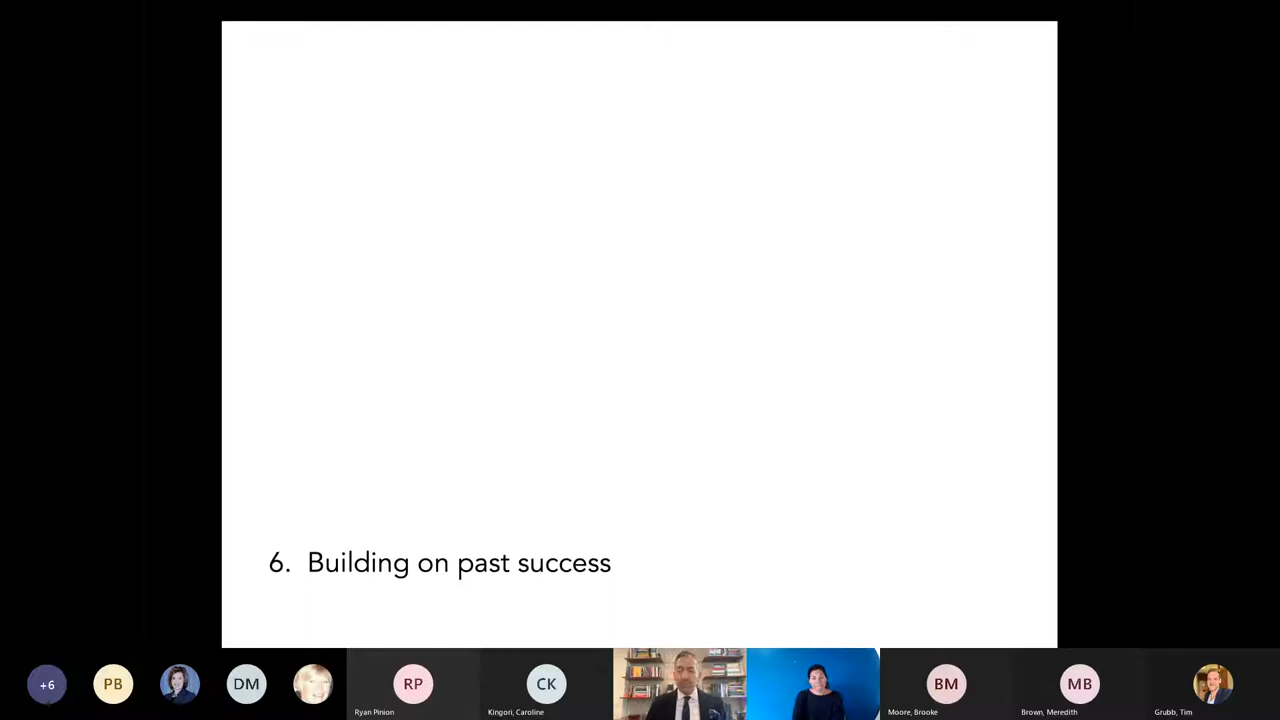 6. Building on past success
+6
PB
DM
RP
CK
BM
MB
Ryan Pinion
Kingori, Caroline
Moore, Brooke
Brown, Meredith
Grubb, Tim